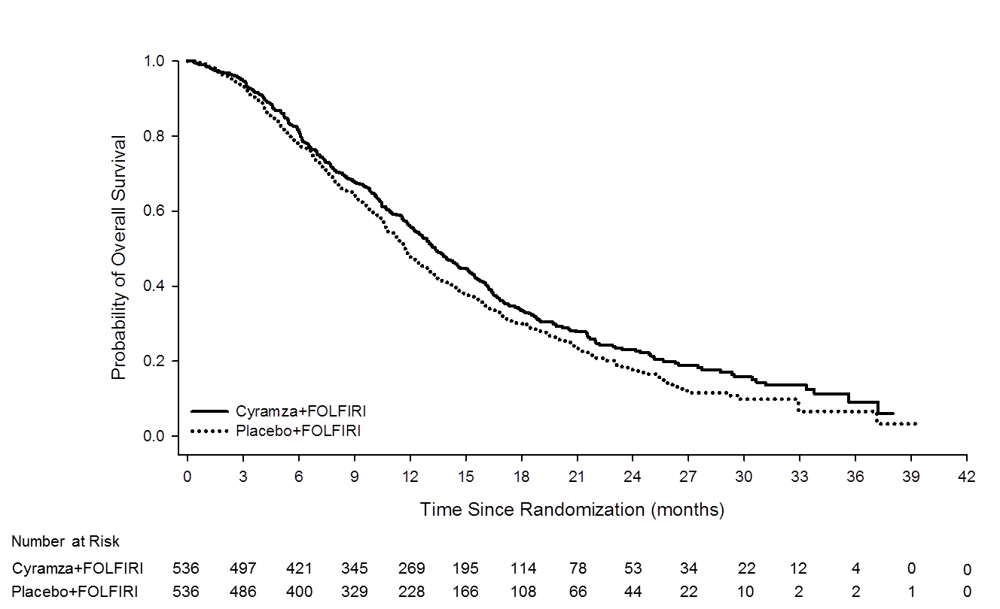 Probability of Overall Survival
1.0
0.8
0.6
0.4
0.2
0.0
Cyramza+FOLFIRI
Placebo+FOLFIRI
0 3 6 9 12 15 18 21 24 27 30 33 36 39 42
Time Since Randomization (months)
Number at Risk
Cyramza+FOLFIRI 536 497 421 345 269 195 114 78 53 34 22 12 4 0 0
Placebo+FOLFIRI 536 486 400 329 228 166 108 66 44 22 10 2 2 1 0